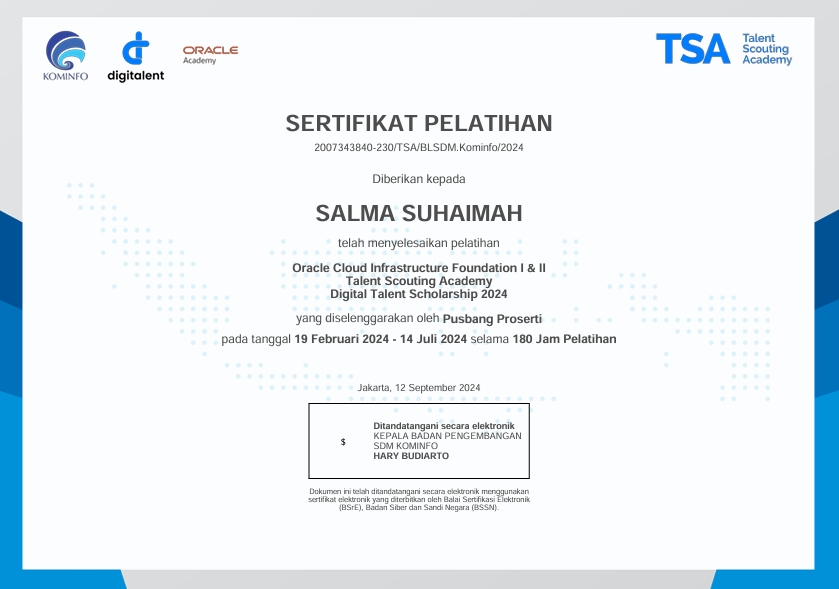 KOMINFO
digitalent
ORACLE
Academy
TSA
Talent
Scouting
Academy
SERTIFIKAT PELATIHAN
2007343840-230/TSA/BLSDM.Kominfo/2024
Diberikan kepada
SALMA SUHAIMAH
telah menyelesaikan pelatihan
Oracle Cloud Infrastructure Foundation I & II
Talent Scouting Academy
Digital Talent Scholarship 2024
yang diselenggarakan oleh Pusbang Proserti
pada tanggal 19 Februari 2024 - 14 Juli 2024 selama 180 Jam Pelatihan
Jakarta, 12 September 2024
$
Ditandatangani secara elektronik
KEPALA BADAN PENGEMBANGAN
SDM KOMINFO
HARY BUDIARTO
Dokumen ini telah ditandatangani secara elektronik menggunakan
sertifikat elektronik yang diterbitkan oleh Balai Sertifikasi Elektronik
(BSrE), Badan Siber dan Sandi Negara (BSSN).